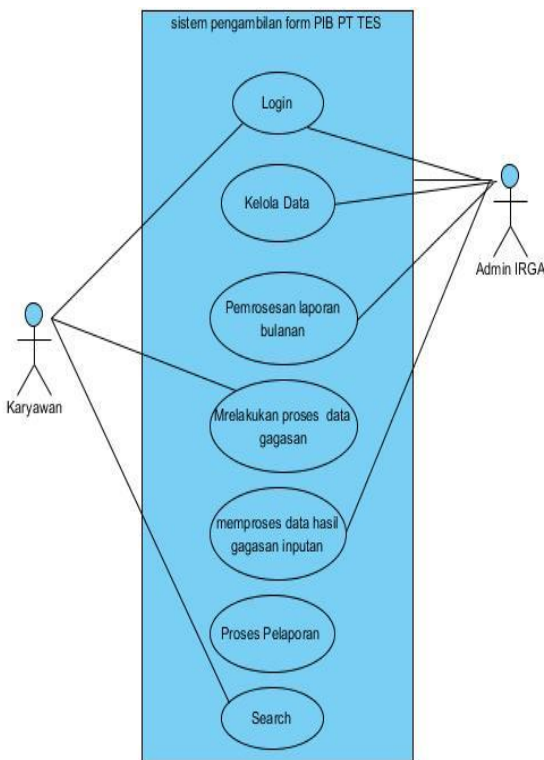 sistem pengambilan form PIB PT TES
Login
Kelola Data
Admin IRGA
Pemrosesan laporan
bulanan
Karyawan
Mrelakukan proses data
gagasan
memproses data hasil
gagasan inputan
Proses Pelaporan
Search